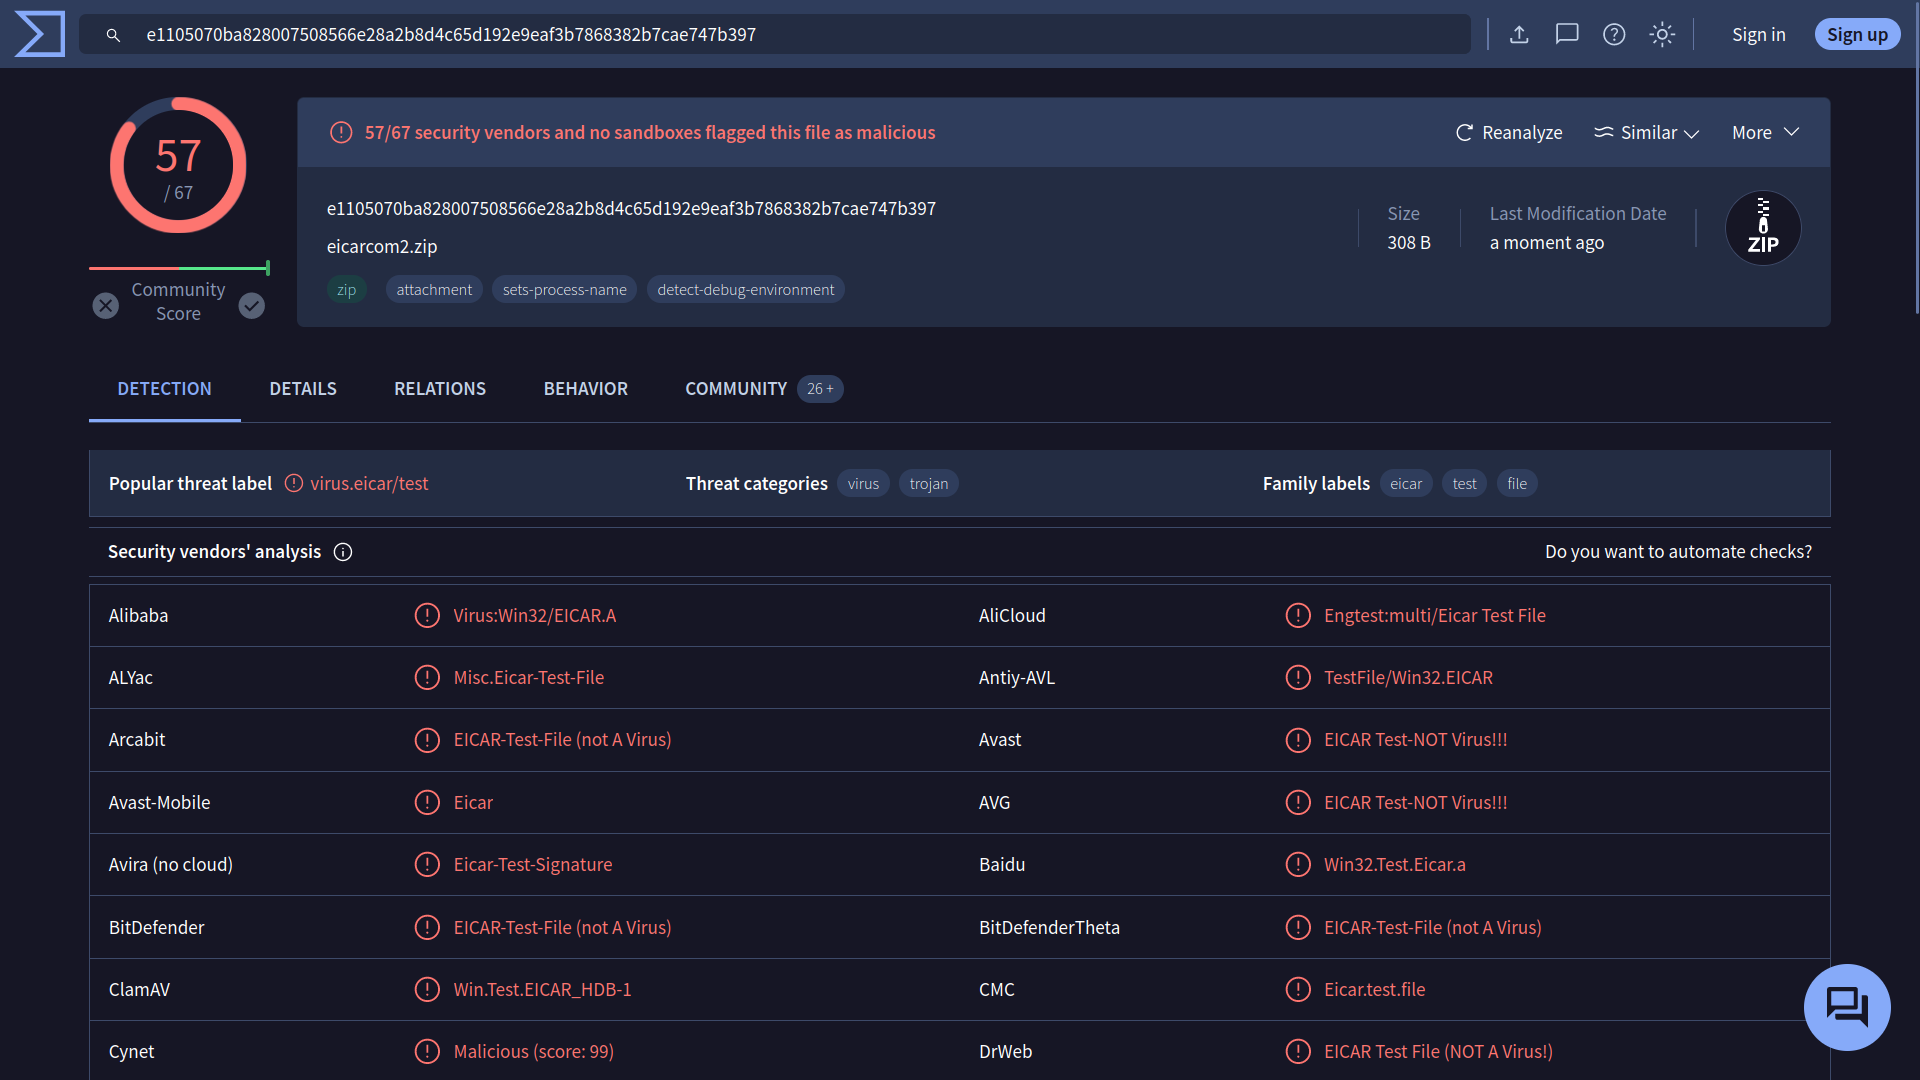 e1105070ba828007508566e28a2b8d4c65d192e9eaf3b7868382b7cae747b397
Sign in
Sign up
57
/ 67
Community
Score
57/67 security vendors and no sandboxes flagged this file as malicious
Reanalyze
Similar
More
e1105070ba828007508566e28a2b8d4c65d192e9eaf3b7868382b7cae747b397
eicarcom2.zip
zip
attachment
sets-process-name
detect-debug-environment
Size
308 B
Last Modification Date
a moment ago
ZIP
DETECTION
DETAILS
RELATIONS
BEHAVIOR
COMMUNITY
26 +
Popular threat label
virus.eicar/test
Threat categories
virus
trojan
Family labels
eicar
test
file
Security vendors' analysis
Do you want to automate checks?
Alibaba
Virus:Win32/EICAR.A
AliCloud
Engtest:multi/Eicar Test File
ALYac
Misc.Eicar-Test-File
Antiy-AVL
TestFile/Win32.EICAR
Arcabit
EICAR-Test-File (not A Virus)
Avast
EICAR Test-NOT Virus!!!
Avast-Mobile
Eicar
AVG
EICAR Test-NOT Virus!!!
Avira (no cloud)
Eicar-Test-Signature
Baidu
Win32.Test.Eicar.a
BitDefender
EICAR-Test-File (not A Virus)
BitDefenderTheta
EICAR-Test-File (not A Virus)
ClamAV
Win.Test.EICAR_HDB-1
CMC
Eicar.test.file
Cynet
Malicious (score: 99)
DrWeb
EICAR Test File (NOT A Virus!)